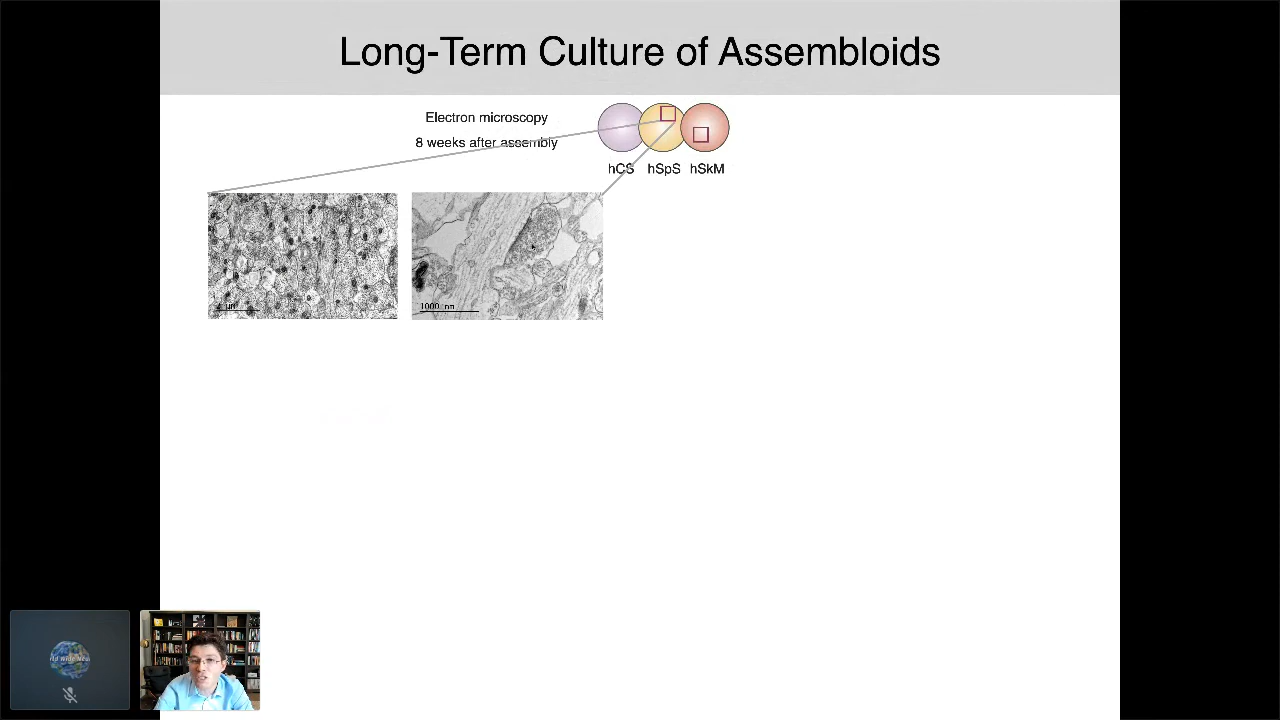 Long-Term Culture of Assembloids
Electron microscopy
8 weeks after assembly
hCS hSpS hSkM
1000 nm